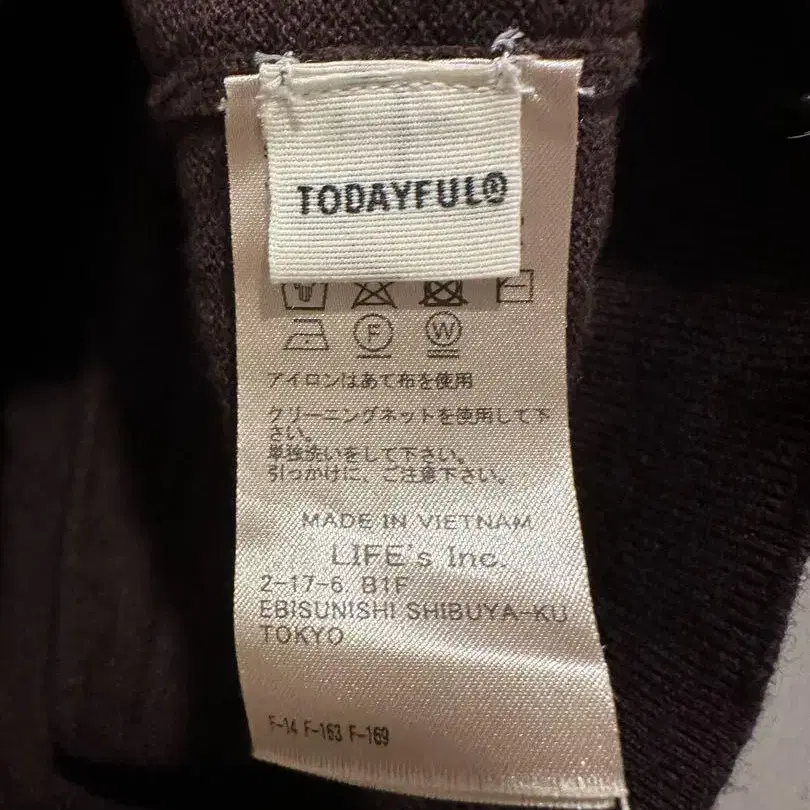 TODAYFUL®
F W
アイロンはあて布を使用
クリーニングネットを使用して下
さい。
単独洗いをして下さい。
引っかけに、ご注意下さい。
MADE IN VIETNAM
LIFE's Inc.
2-17-6 B1F
EBISUNISHI SHIBUYA-KU
TOKYO
F-14 F-163 F-169